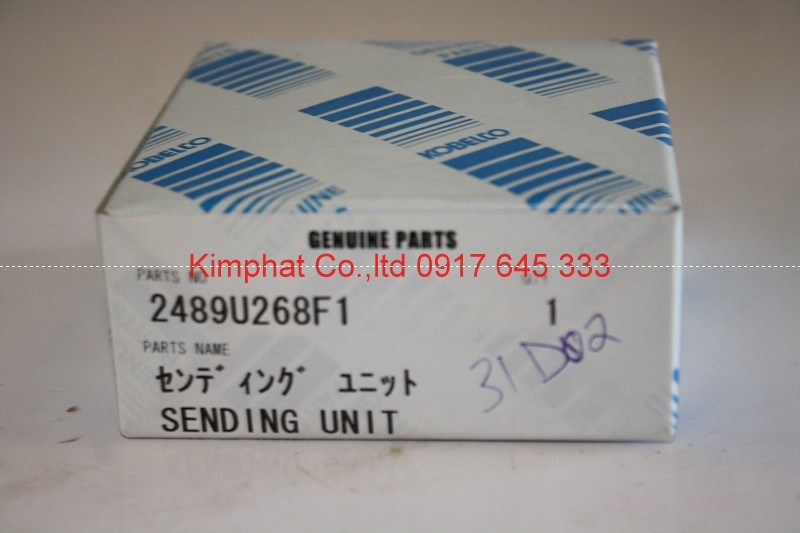 KOBELCO
KOBELCO
GENUINE PARTS
Kimphat Co.,ltd 0917 645 333
PARTS NO
QTY
2489U268F1
1
PARTS NAME
センディング ユニット
31D02
SENDING UNIT